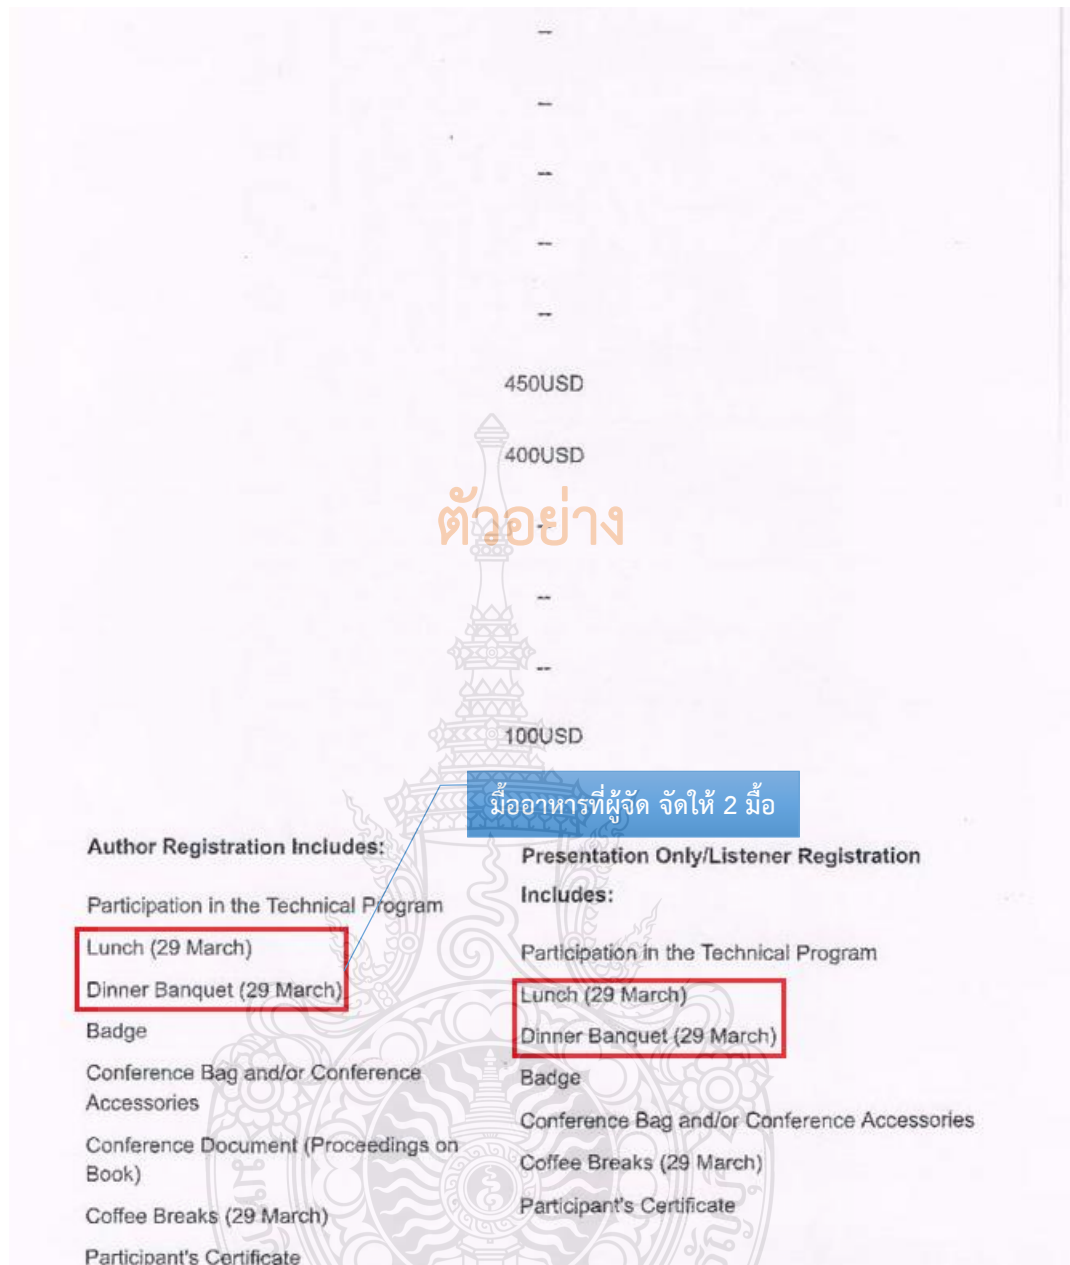 --
--
--
--
--
450USD
400USD
ตัวอย่าง
--
--
--
100USD
มื้ออาหารที่ผู้จัด จัดให้ 2 มื้อ
Author Registration Includes:
Participation in the Technical Program
Lunch (29 March)
Dinner Banquet (29 March)
Badge
Conference Bag and/or Conference
Accessories
Conference Document (Proceedings on
Book)
Coffee Breaks (29 March)
Participant's Certificate
Presentation Only/Listener Registration
Includes:
Participation in the Technical Program
Lunch (29 March)
Dinner Banquet (29 March)
Badge
Conference Bag and/or Conference Accessories
Coffee Breaks (29 March)
Participant's Certificate